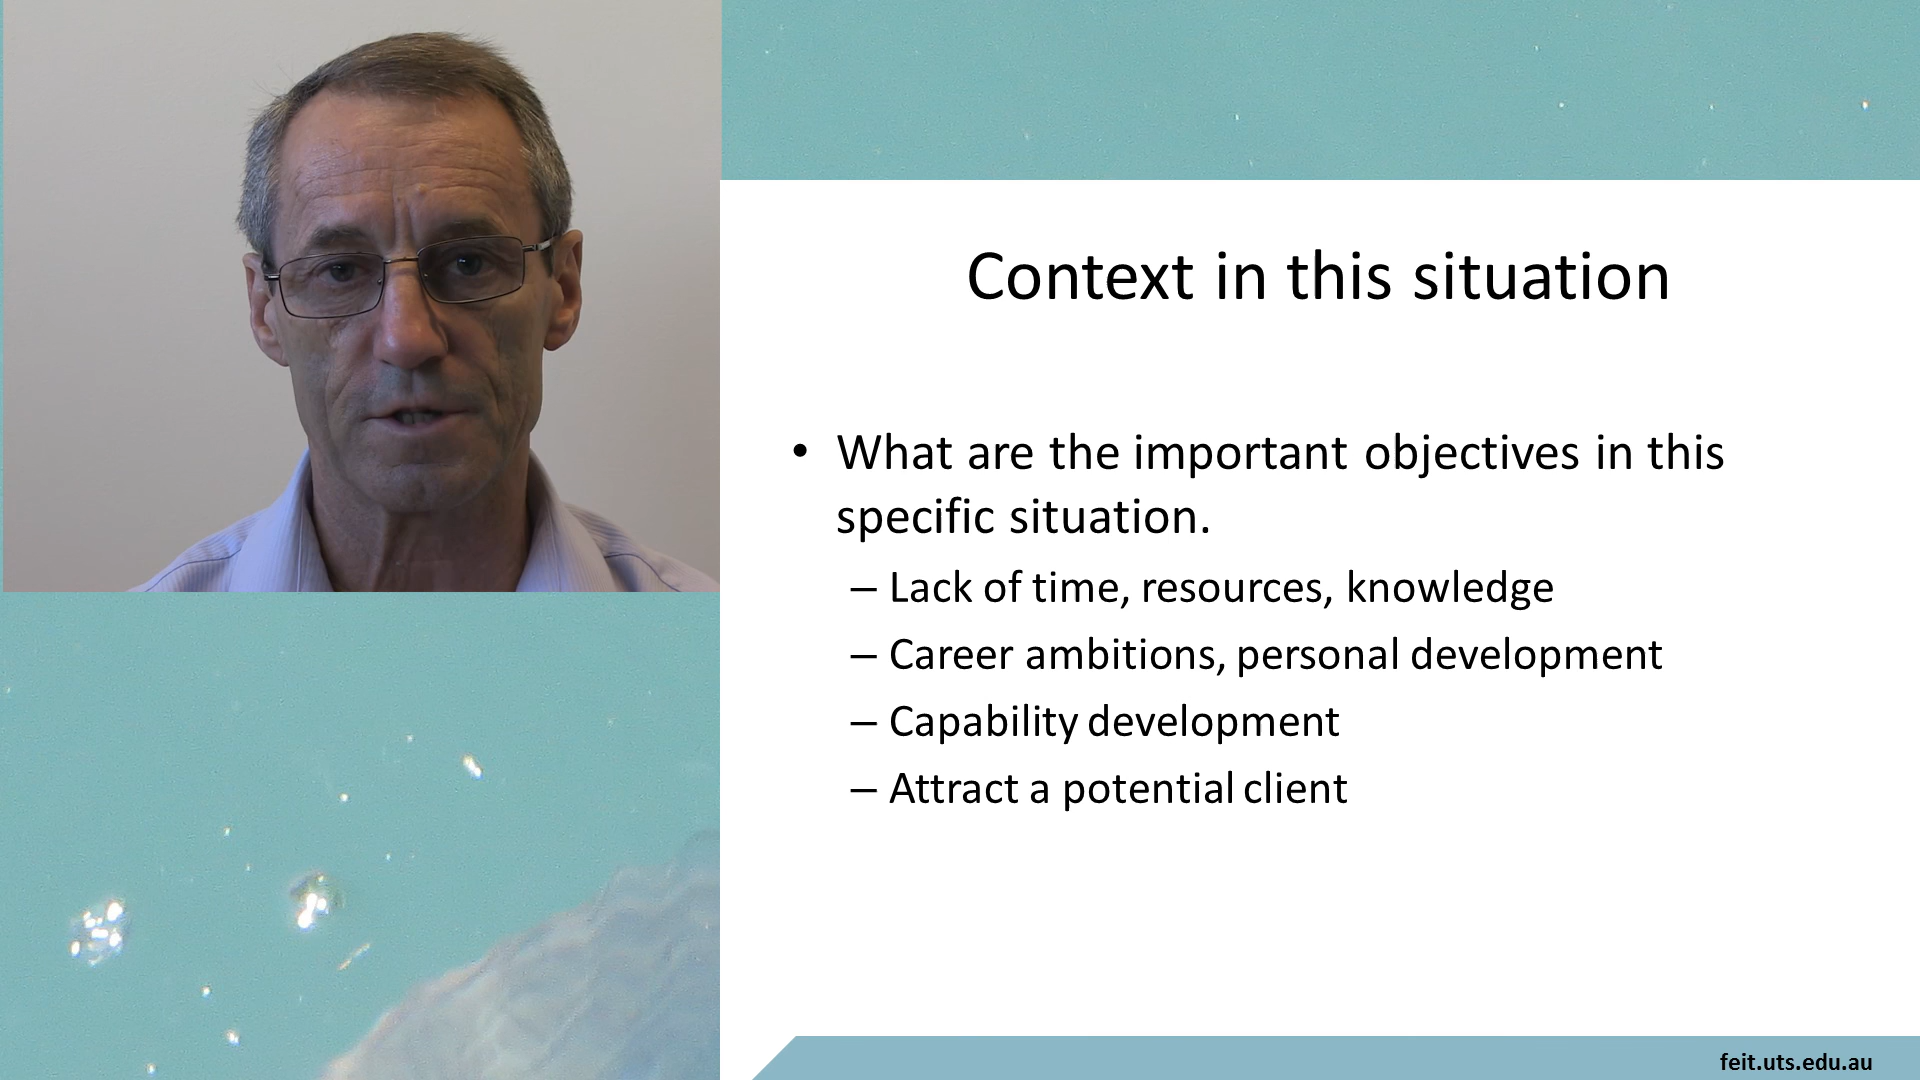 Context in this situation
• What are the important objectives in this
specific situation.
– Lack of time, resources, knowledge
– Career ambitions, personal development
– Capability development
– Attract a potential client
feit.uts.edu.au